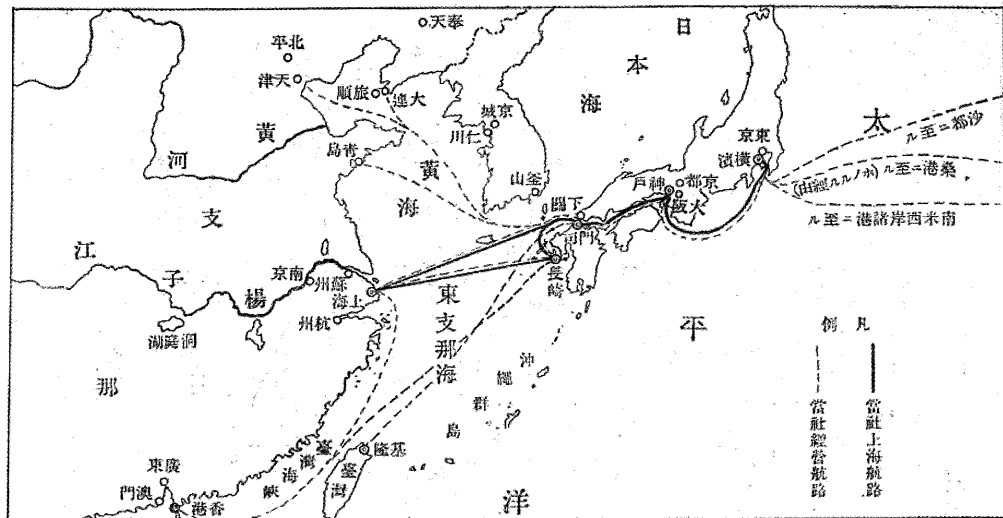 奉天
北平
天津
旅順
大連
京城
仁川
釜山
青島
黃河
黃海
日本海
東京
橫濱
京都
神戶
大阪
下關
門司
長崎
太平洋
沙都ニ至ル
桑港ニ至ル(ホノルル經由)
南米西岸諸港ニ至ル
支那
楊子江
南京
蘇州
上海
杭州
洞庭湖
東支那海
沖繩群島
臺灣海峽
臺灣
基隆
廣東
澳門
香港
凡例
當社上海航路
當社經營航路